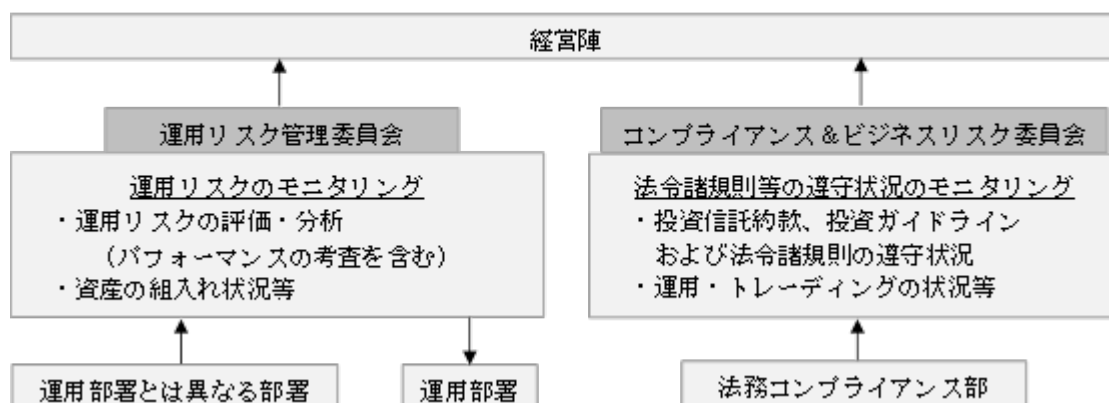 経営陣
運用リスク管理委員会
運用リスクのモニタリング
・運用リスクの評価・分析
(パフォーマンスの考査を含む)
・資産の組入れ状況等
運用部署とは異なる部署
運用部署
コンプライアンス&ビジネスリスク委員会
法令諸規則等の遵守状況のモニタリング
・投資信託約款、投資ガイドライン
および法令諸規則の遵守状況
・運用・トレーディングの状況等
法務コンプライアンス部